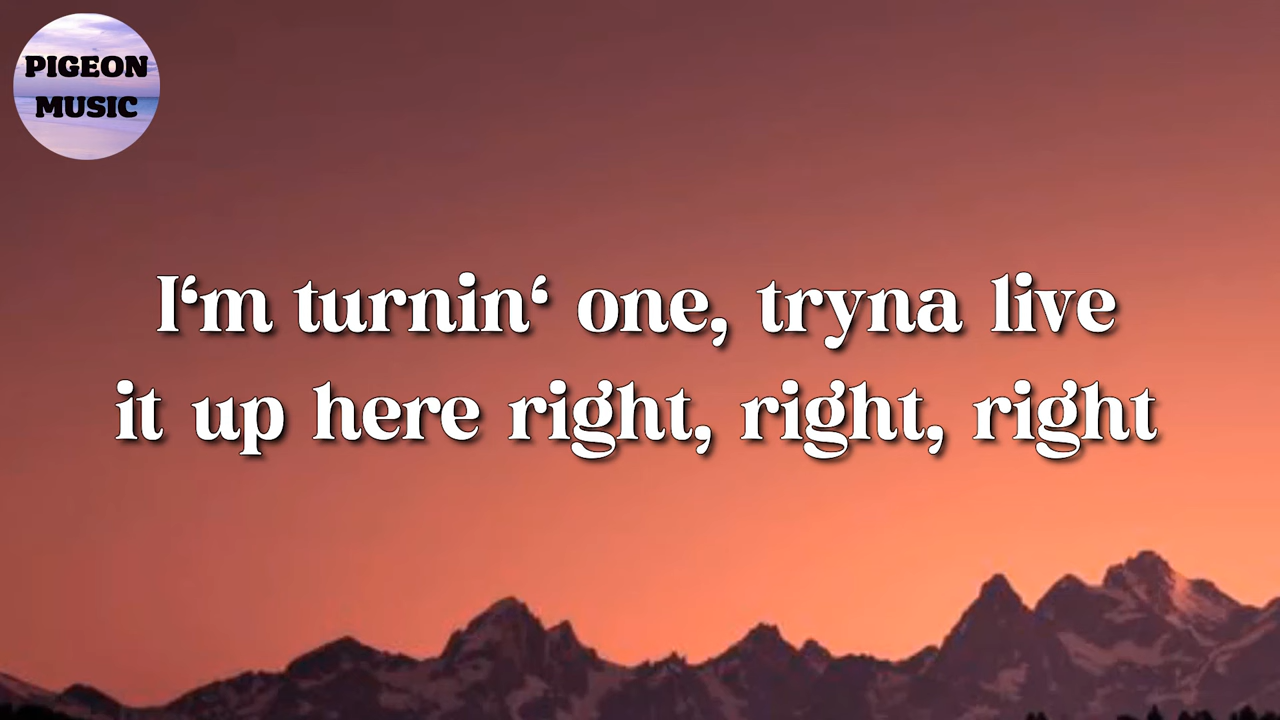 PIGEON
MUSIC
I‘m turnin‘ one, tryna live
it up here right, right, right